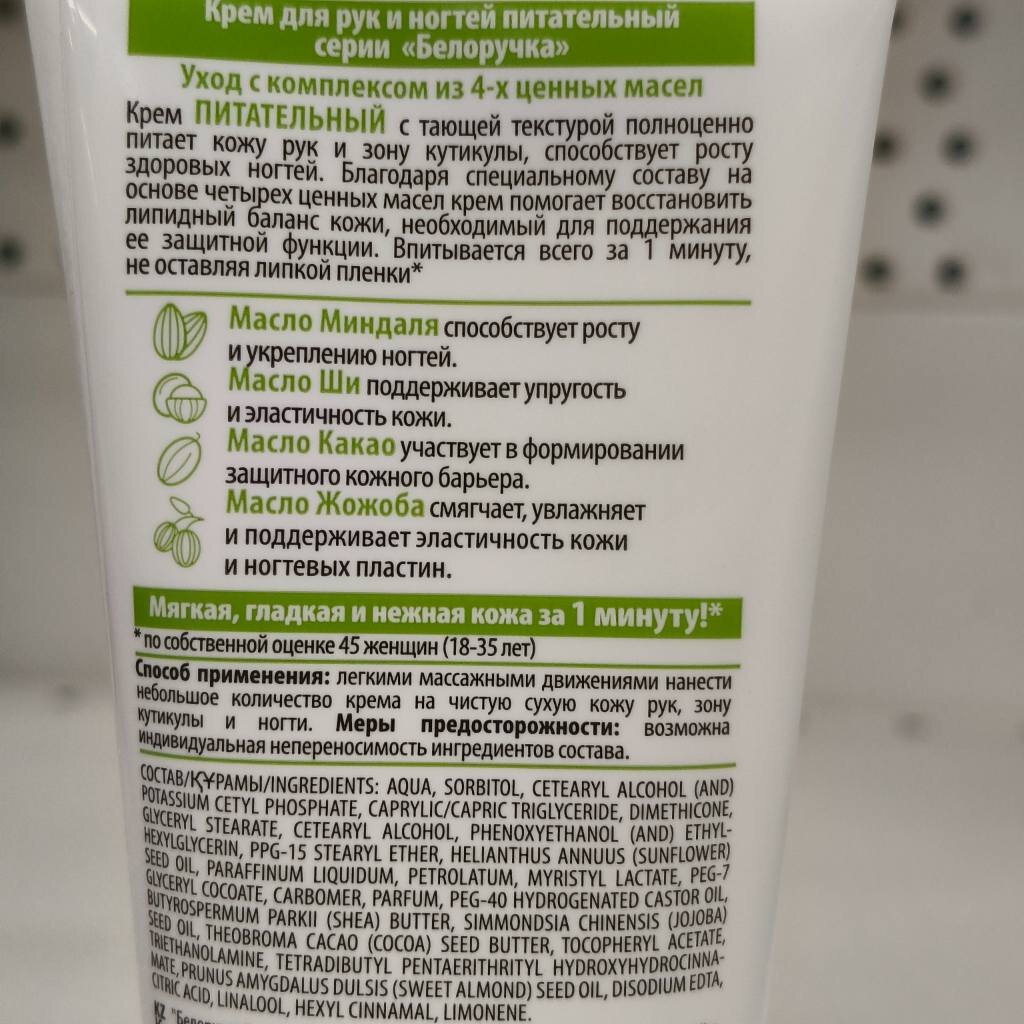 Крем для рук и ногтей питательный
серии «Белоручка»
Уход с комплексом из 4-х ценных масел
Крем ПИТАТЕЛЬНЫЙ с тающей текстурой полноценно
питает кожу рук и зону кутикулы, способствует росту
здоровых ногтей. Благодаря специальному составу на
основе четырех ценных масел крем помогает восстановить
липидный баланс кожи, необходимый для поддержания
ее защитной функции. Впитывается всего за 1 минуту,
не оставляя липкой пленки*
Масло Миндаля способствует росту
и укреплению ногтей.
Масло Ши поддерживает упругость
и эластичность кожи.
Масло Какао участвует в формировании
защитного кожного барьера.
Масло Жожоба смягчает, увлажняет
и поддерживает эластичность кожи
и ногтевых пластин.
Мягкая, гладкая и нежная кожа за 1 минуту!*
* по собственной оценке 45 женщин (18-35 лет)
Способ применения: легкими массажными движениями нанести
небольшое количество крема на чистую сухую кожу рук, зону
кутикулы и ногти. Меры предосторожности: возможна
индивидуальная непереносимость ингредиентов состава.
СОСТАВ/ҚҰРАМЫ/INGREDIENTS: AQUA, SORBITOL, CETEARYL ALCOHOL (AND)
POTASSIUM CETYL PHOSPHATE, CAPRYLIC/CAPRIC TRIGLYCERIDE, DIMETHICONE,
GLYCERYL STEARATE, CETEARYL ALCOHOL, PHENOXYETHANOL (AND) ETHYL-
HEXYLGLYCERIN, PPG-15 STEARYL ETHER, HELIANTHUS ANNUUS (SUNFLOWER)
SEED OIL, PARAFFINUM LIQUIDUM, PETROLATUM, MYRISTYL LACTATE, PEG-7
GLYCERYL COCOATE, CARBOMER, PARFUM, PEG-40 HYDROGENATED CASTOR OIL,
BUTYROSPERMUM PARKII (SHEA) BUTTER, SIMMONDSIA CHINENSIS (JOJOBA)
SEED OIL, THEOBROMA CACAO (COCOA) SEED BUTTER, TOCOPHERYL ACETATE,
TRIETHANOLAMINE, TETRADIBUTYL PENTAERITHRITYL HYDROXYHYDROCINNA-
MATE, PRUNUS AMYGDALUS DULSIS (SWEET ALMOND) SEED OIL, DISODIUM EDTA,
CITRIC ACID, LINALOOL, HEXYL CINNAMAL, LIMONENE.
KZ